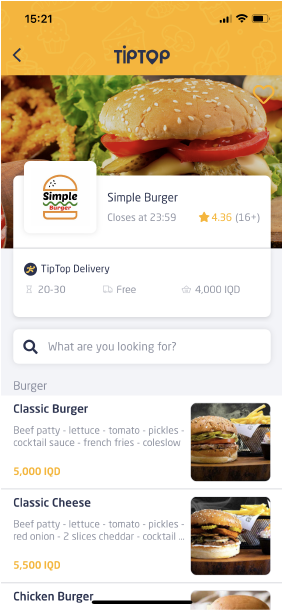 15:21
TIPTOP
Simple
Burger
Simple Burger
Closes at 23:59
4.36 (16+)
TipTop Delivery
20-30
Free
4,000 IQD
What are you looking for?
Burger
Classic Burger
Beef patty - lettuce - tomato - pickles -
cocktail sauce - french fries - coleslow
5,000 IQD
Classic Cheese
Beef patty - lettuce - tomato - pickles -
red onion - 2 slices cheddar - cocktail ...
5,500 IQD
Chicken Burger